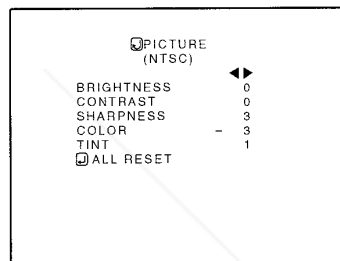 PICTURE
(NTSC)
◀▶
BRIGHTNESS 0
CONTRAST 0
SHARPNESS 3
COLOR – 3
TINT 1
ALL RESET